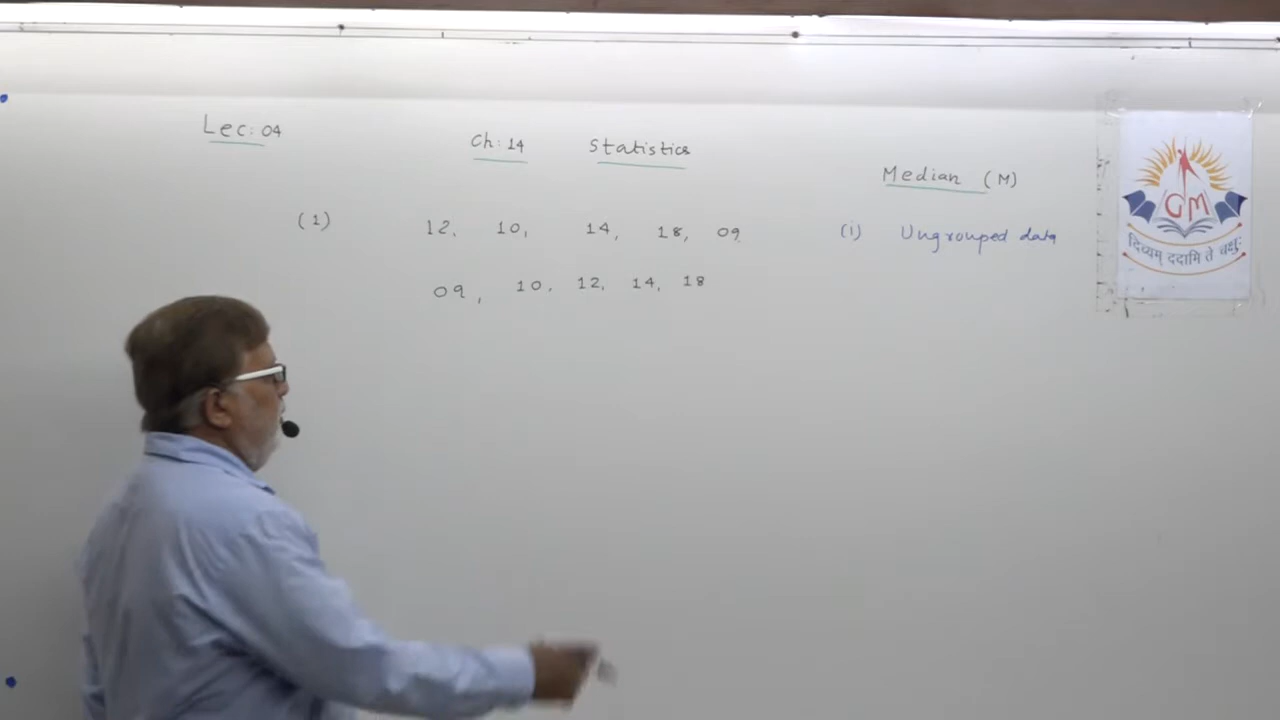 Lec: 04
Ch: 14 Statistics
Median (M)
(1) 12, 10, 14, 18, 09
(i) Ungrouped data
09, 10, 12, 14, 18
GM
दिव्यम् ददामि ते चक्षुः